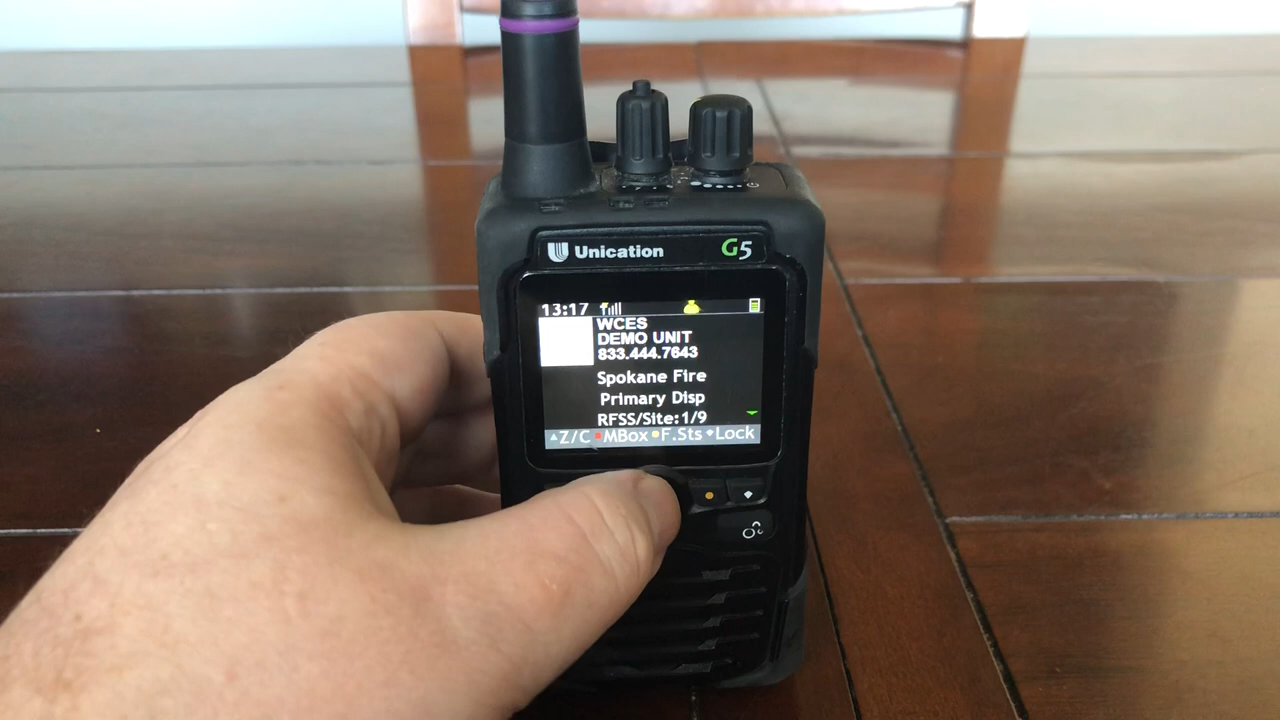 Unication G5
13:17
WCES
DEMO UNIT
833.444.7643
Spokane Fire
Primary Disp
RFSS/Site:1/9
Z/C MBox F.Sts Lock